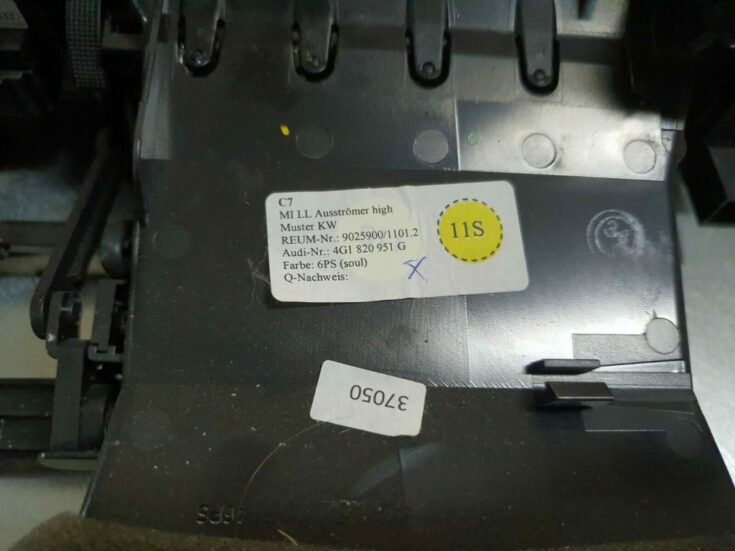 C7
MI LL Ausströmer high
Muster KW
REUM-Nr.: 9025900/1101.2
Audi-Nr.: 4G1 820 951 G
Farbe: 6PS (soul)
Q-Nachweis:
X
11S
37050